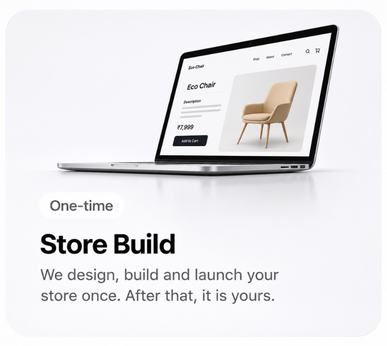 Eco Chair
Shop About Contact
Eco Chair
Description
₹7,999
Add to Cart
One-time
Store Build
We design, build and launch your
store once. After that, it is yours.